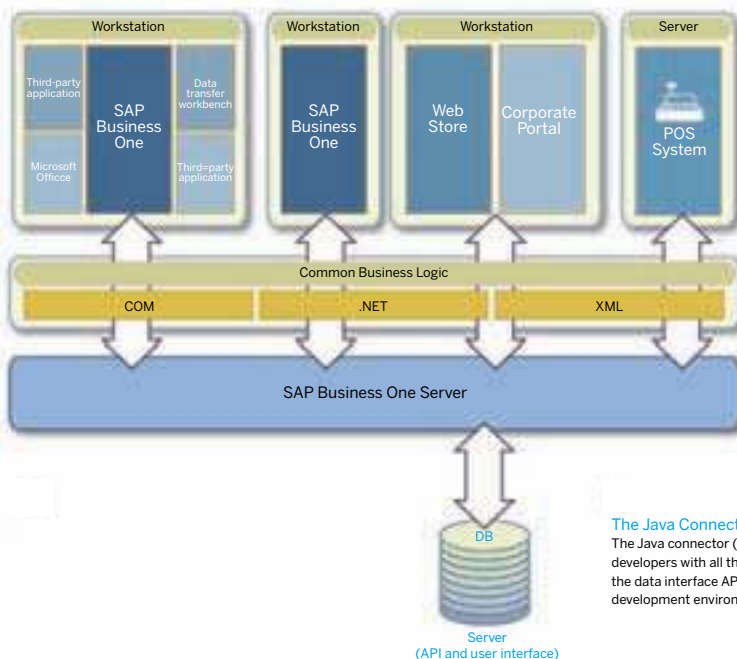 Workstation
Workstation
Workstation
Server
Third-party
application
SAP
Business
One
Data
transfer
workbench
Microsoft
Officce
Third=party
application
SAP
Business
One
Web
Store
Corporate
Portal
POS
System
Common Business Logic
COM
.NET
XML
SAP Business One Server
DB
Server
(API and user interface)
The Java Connect
The Java connector (
developers with all th
the data interface AP
development environ